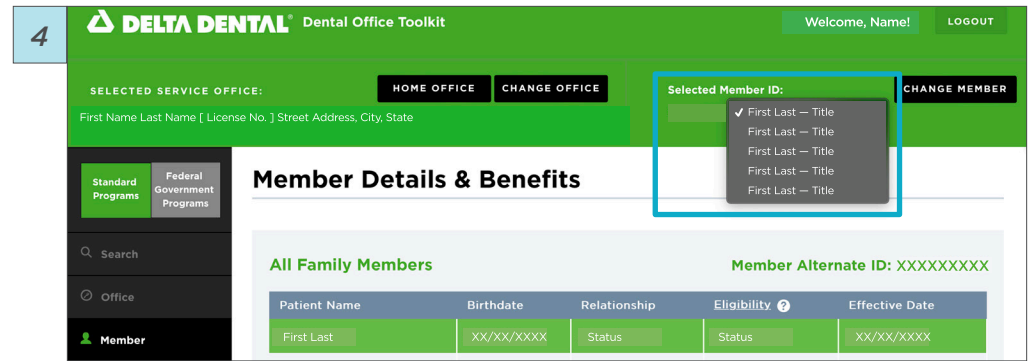 4
DELTA DENTAL® Dental Office Toolkit
Welcome, Name!
LOGOUT
SELECTED SERVICE OFFICE:
HOME OFFICE
CHANGE OFFICE
First Name Last Name [ License No. ] Street Address, City, State
Selected Member ID:
CHANGE MEMBER
✓ First Last — Title
First Last — Title
First Last — Title
First Last — Title
First Last — Title
Standard
Programs
Federal
Government
Programs
Search
Office
Member
Member Details & Benefits
All Family Members
Member Alternate ID: XXXXXXXXX
Patient Name Birthdate Relationship Eligibility ? Effective Date
First Last XX/XX/XXXX Status Status XX/XX/XXXX